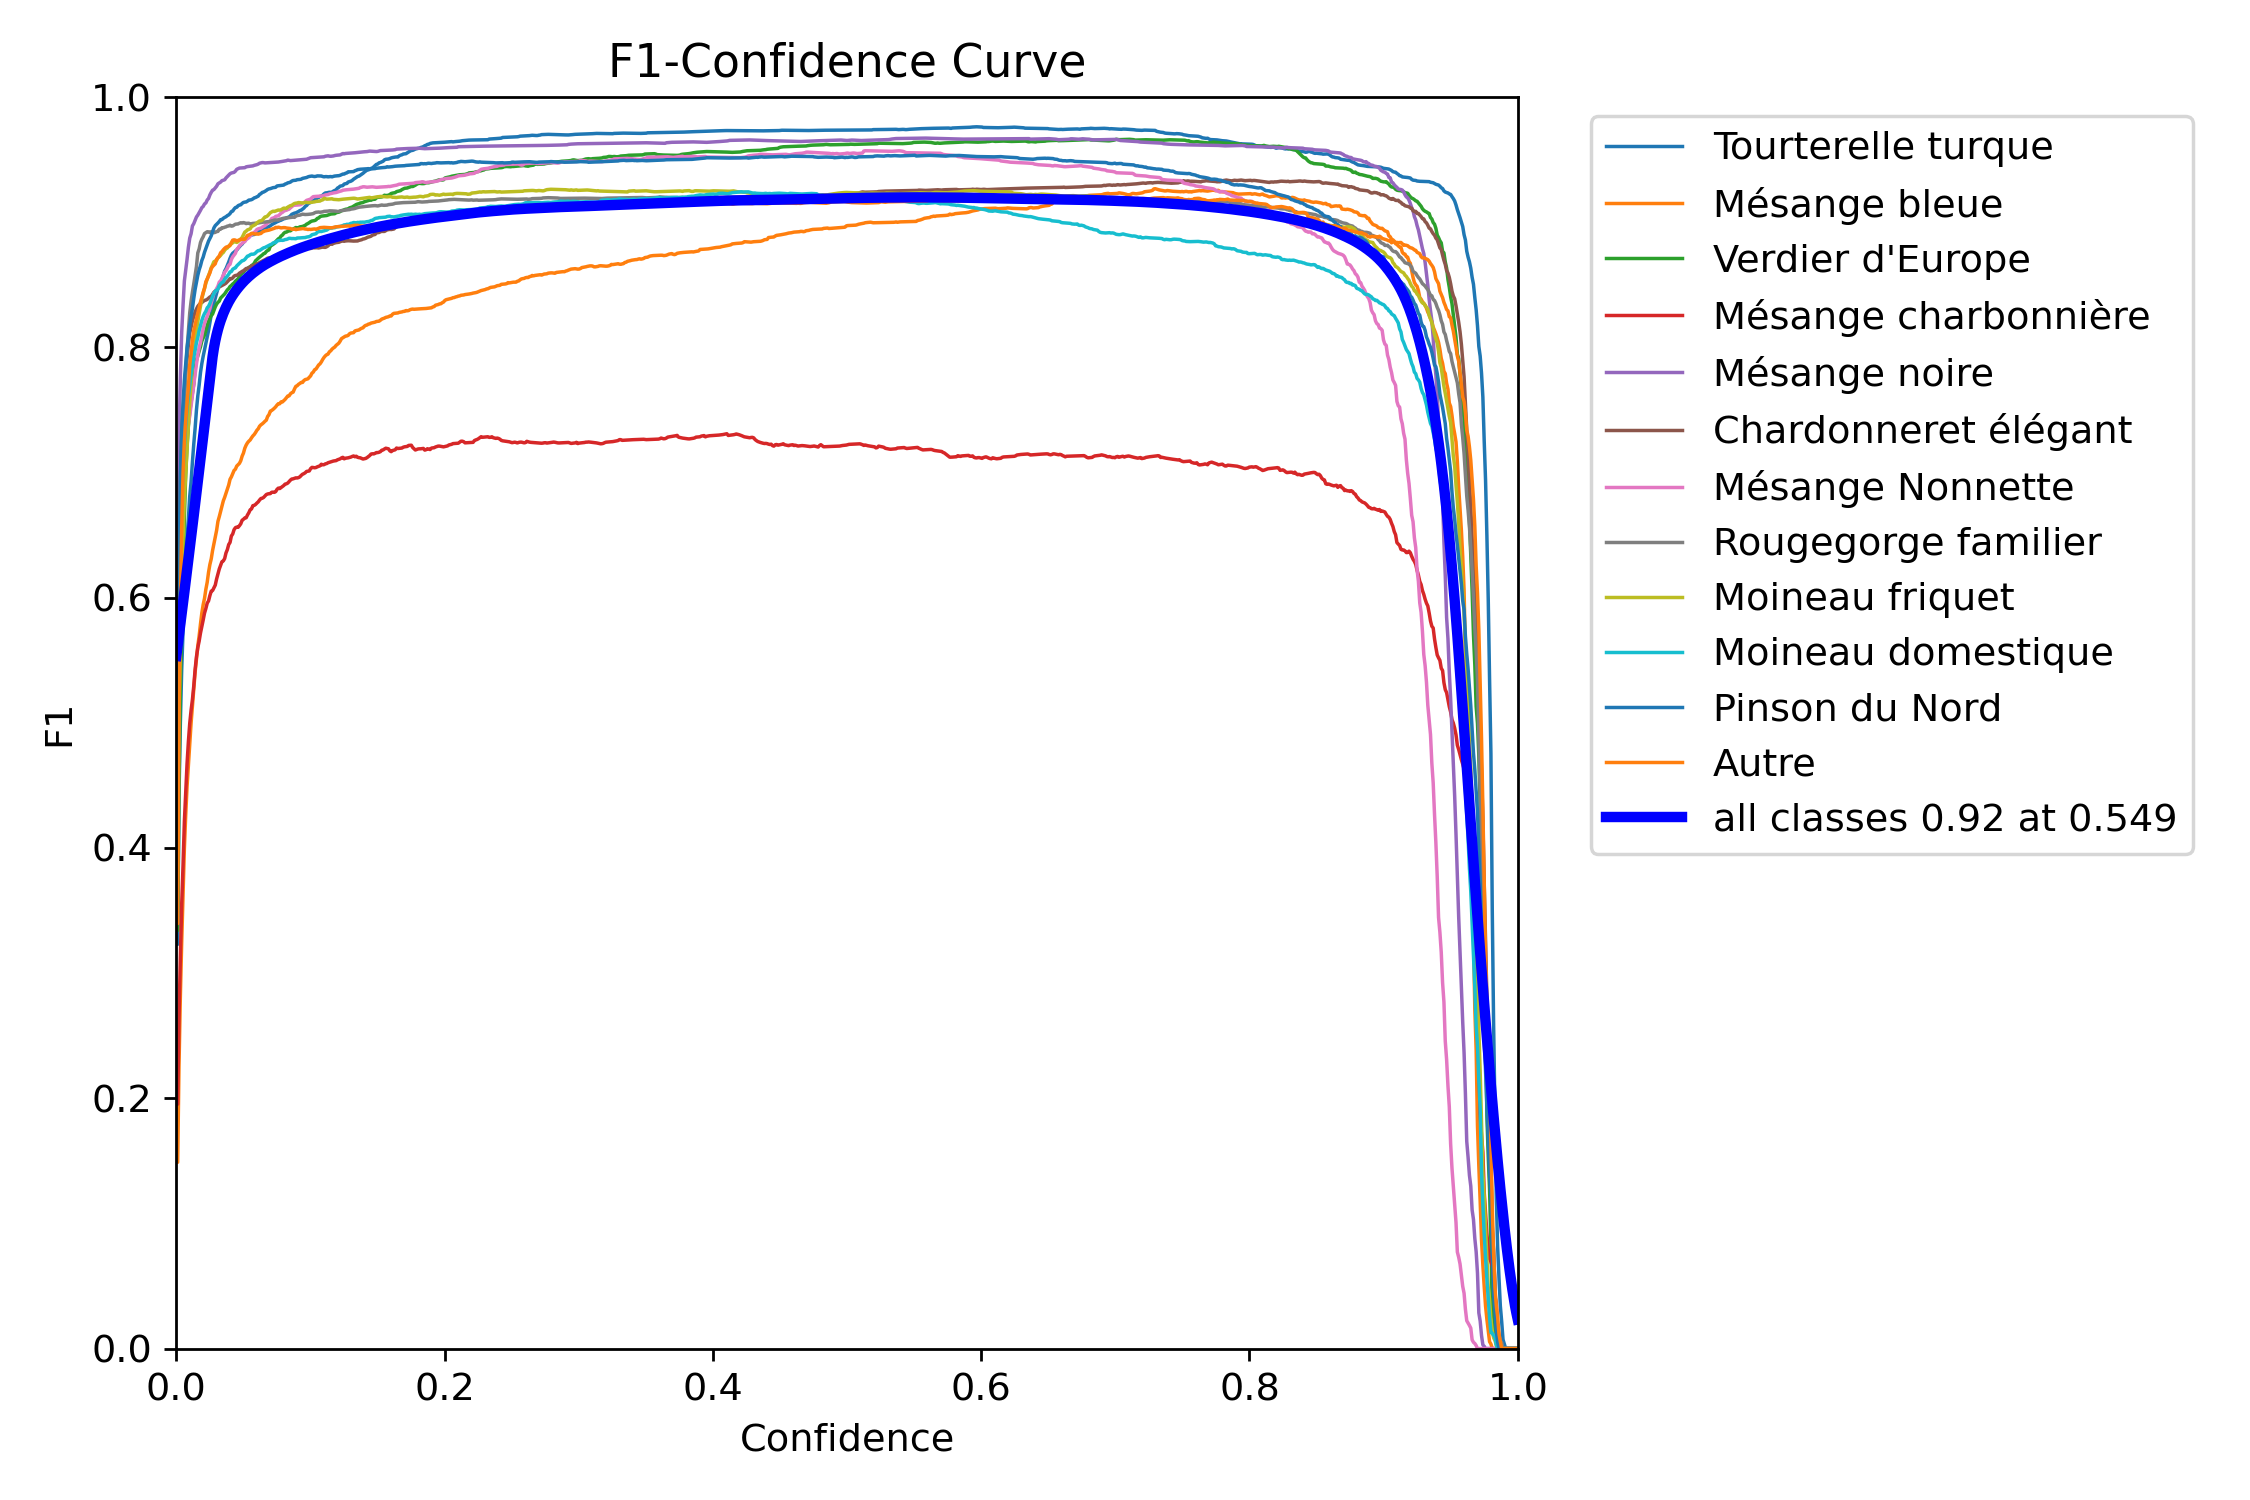 F1-Confidence Curve
1.0
0.8
0.6
0.4
0.2
0.0
F1
0.0 0.2 0.4 0.6 0.8 1.0
Confidence
Tourterelle turque
Mésange bleue
Verdier d'Europe
Mésange charbonnière
Mésange noire
Chardonneret élégant
Mésange Nonnette
Rougegorge familier
Moineau friquet
Moineau domestique
Pinson du Nord
Autre
all classes 0.92 at 0.549